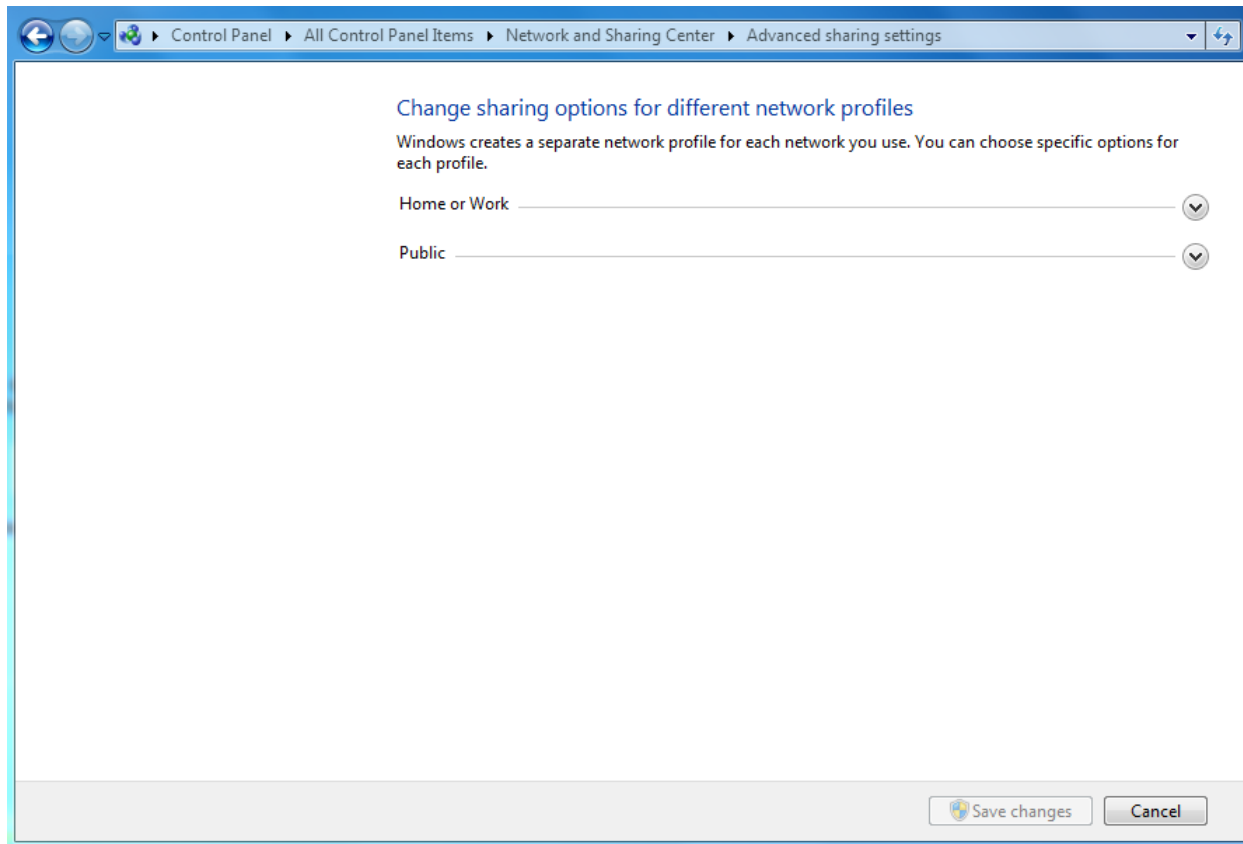 Control Panel All Control Panel Items Network and Sharing Center Advanced sharing settings
Change sharing options for different network profiles
Windows creates a separate network profile for each network you use. You can choose specific options for
each profile.
Home or Work
Public
Save changes Cancel